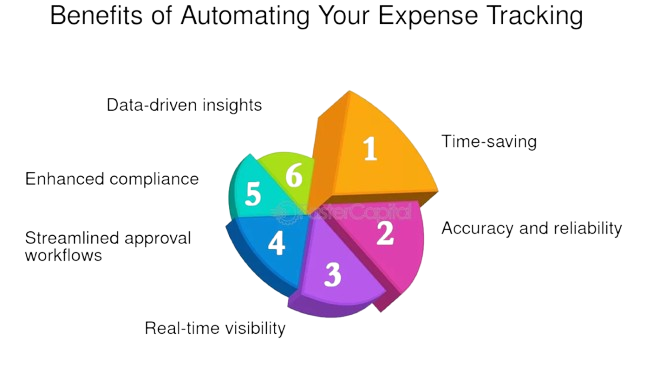 Benefits of Automating Your Expense Tracking
Data-driven insights
1
Time-saving
Enhanced compliance
6
5
Streamlined approval
workflows
4
2
Accuracy and reliability
3
Real-time visibility
FasterCapital